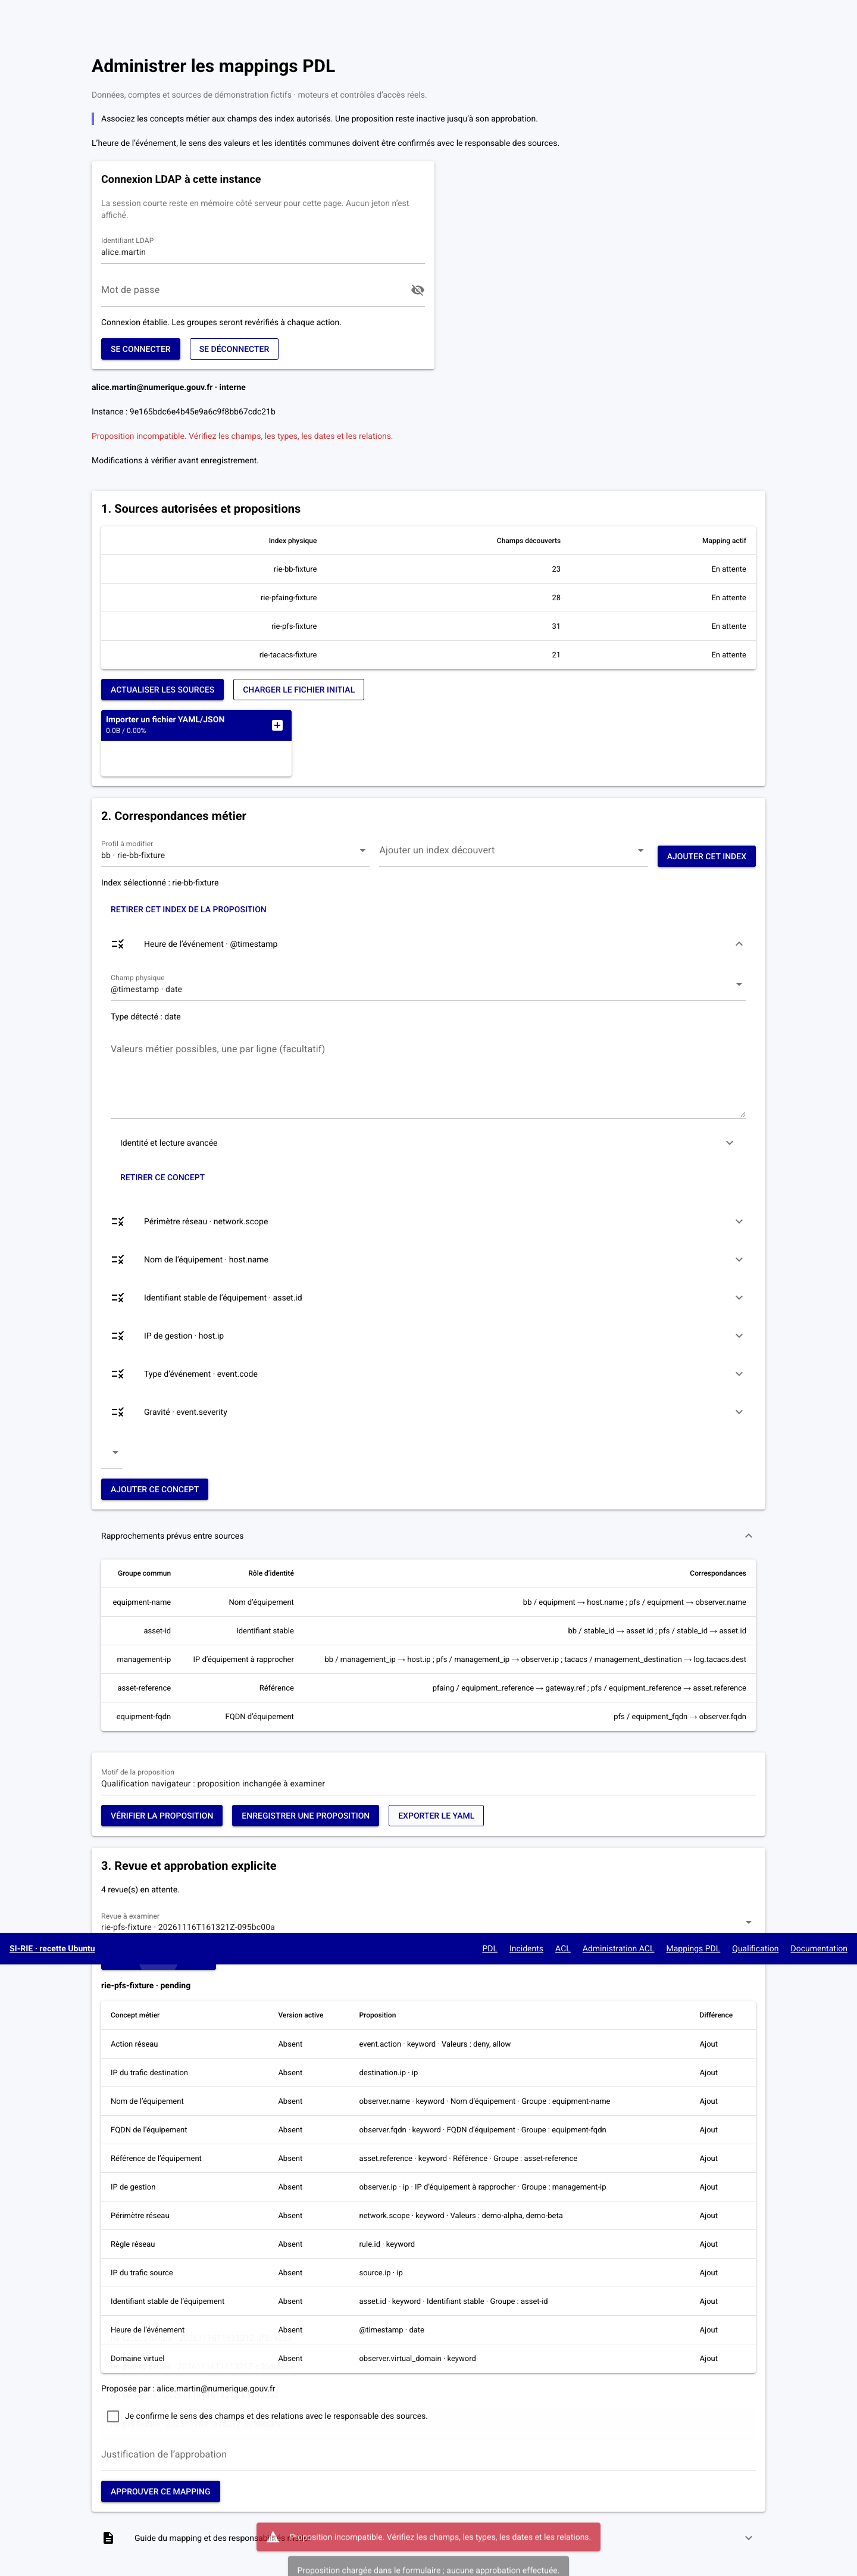 Administrer les mappings PDL
Données, comptes et sources de démonstration fictifs · moteurs et contrôles d'accès réels.
Associez les concepts métier aux champs des index autorisés. Une proposition reste inactive jusqu'à son approbation.
L'heure de l'événement, le sens des valeurs et les identités communes doivent être confirmés avec le responsable des sources.
Connexion LDAP à cette instance
La session courte reste en mémoire côté serveur pour cette page. Aucun jeton n'est
affiché.
Identifiant LDAP
alice.martin
Mot de passe
Connexion établie. Les groupes seront revérifiés à chaque action.
SE CONNECTER SE DÉCONNECTER
alice.martin@numerique.gouv.fr · interne
Instance : 9e165bdc6e4b45e9a6c9f8bb67cdc21b
Proposition incompatible. Vérifiez les champs, les types, les dates et les relations.
Modifications à vérifier avant enregistrement.
1. Sources autorisées et propositions
Index physique Champs découverts Mapping actif
rie-bb-fixture 23 En attente
rie-pfaing-fixture 28 En attente
rie-pfs-fixture 31 En attente
rie-tacacs-fixture 21 En attente
ACTUALISER LES SOURCES CHARGER LE FICHIER INITIAL
Importer un fichier YAML/JSON
0.0B / 0.00%
2. Correspondances métier
Profil à modifier
bb · rie-bb-fixture
Ajouter un index découvert
AJOUTER CET INDEX
Index sélectionné : rie-bb-fixture
RETIRER CET INDEX DE LA PROPOSITION
Heure de l'événement · @timestamp
Champ physique
@timestamp · date
Type détecté : date
Valeurs métier possibles, une par ligne (facultatif)
Identité et lecture avancée
RETIRER CE CONCEPT
Périmètre réseau · network.scope
Nom de l'équipement · host.name
Identifiant stable de l'équipement · asset.id
IP de gestion · host.ip
Type d'événement · event.code
Gravité · event.severity
AJOUTER CE CONCEPT
Rapprochements prévus entre sources
Groupe commun Rôle d'identité Correspondances
equipment-name Nom d'équipement bb / equipment → host.name ; pfs / equipment → observer.name
asset-id Identifiant stable bb / stable_id → asset.id ; pfs / stable_id → asset.id
management-ip IP d'équipement à rapprocher bb / management_ip → host.ip ; pfs / management_ip → observer.ip ; tacacs / management_destination → log.tacacs.dest
asset-reference Référence pfaing / equipment_reference → gateway.ref ; pfs / equipment_reference → asset.reference
equipment-fqdn FQDN d'équipement pfs / equipment_fqdn → observer.fqdn
Motif de la proposition
Qualification navigateur : proposition inchangée à examiner
VÉRIFIER LA PROPOSITION ENREGISTRER UNE PROPOSITION EXPORTER LE YAML
3. Revue et approbation explicite
4 revue(s) en attente.
Revue à examiner
rie-pfs-fixture · 20261116T161321Z-095bc00a
SI-RIE · recette Ubuntu PDL Incidents ACL Administration ACL Mappings PDL Qualification Documentation
rie-pfs-fixture · pending
Concept métier Version active Proposition Différence
Action réseau Absent event.action · keyword · Valeurs : deny, allow Ajout
IP du trafic destination Absent destination.ip · ip Ajout
Nom de l'équipement Absent observer.name · keyword · Nom d'équipement · Groupe : equipment-name Ajout
FQDN de l'équipement Absent observer.fqdn · keyword · FQDN d'équipement · Groupe : equipment-fqdn Ajout
Référence de l'équipement Absent asset.reference · keyword · Référence · Groupe : asset-reference Ajout
IP de gestion Absent observer.ip · ip · IP d'équipement à rapprocher · Groupe : management-ip Ajout
Périmètre réseau Absent network.scope · keyword · Valeurs : demo-alpha, demo-beta Ajout
Règle réseau Absent rule.id · keyword Ajout
IP du trafic source Absent source.ip · ip Ajout
Identifiant stable de l'équipement Absent asset.id · keyword · Identifiant stable · Groupe : asset-id Ajout
Heure de l'événement Absent @timestamp · date Ajout
Domaine virtuel Absent observer.virtual_domain · keyword Ajout
Proposée par : alice.martin@numerique.gouv.fr
Je confirme le sens des champs et des relations avec le responsable des sources.
Justification de l'approbation
APPROUVER CE MAPPING
Guide du mapping et des
Proposition incompatible. Vérifiez les champs, les types, les dates et les relations.
Proposition chargée dans le formulaire ; aucune approbation effectuée.